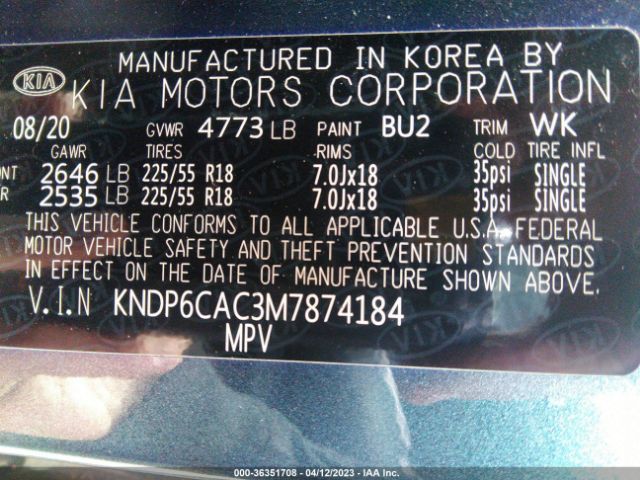 MANUFACTURED IN KOREA BY
KIA KIA MOTORS CORPORATION
08/20 GVWR 4773 LB PAINT BU2 TRIM WK
GAWR TIRES RIMS COLD TIRE INFL
NT 2646 LB 225/55 R18 7.0Jx18 35psi SINGLE
R 2535 LB 225/55 R18 7.0Jx18 35psi SINGLE
THIS VEHICLE CONFORMS TO ALL APPLICABLE U.S.A. FEDERAL
MOTOR VEHICLE SAFETY AND THEFT PREVENTION STANDARDS
IN EFFECT ON THE DATE OF MANUFACTURE SHOWN ABOVE.
V.I.N KNDP6CAC3M7874184
MPV
000-36351708 - 04/12/2023 - IAA Inc.